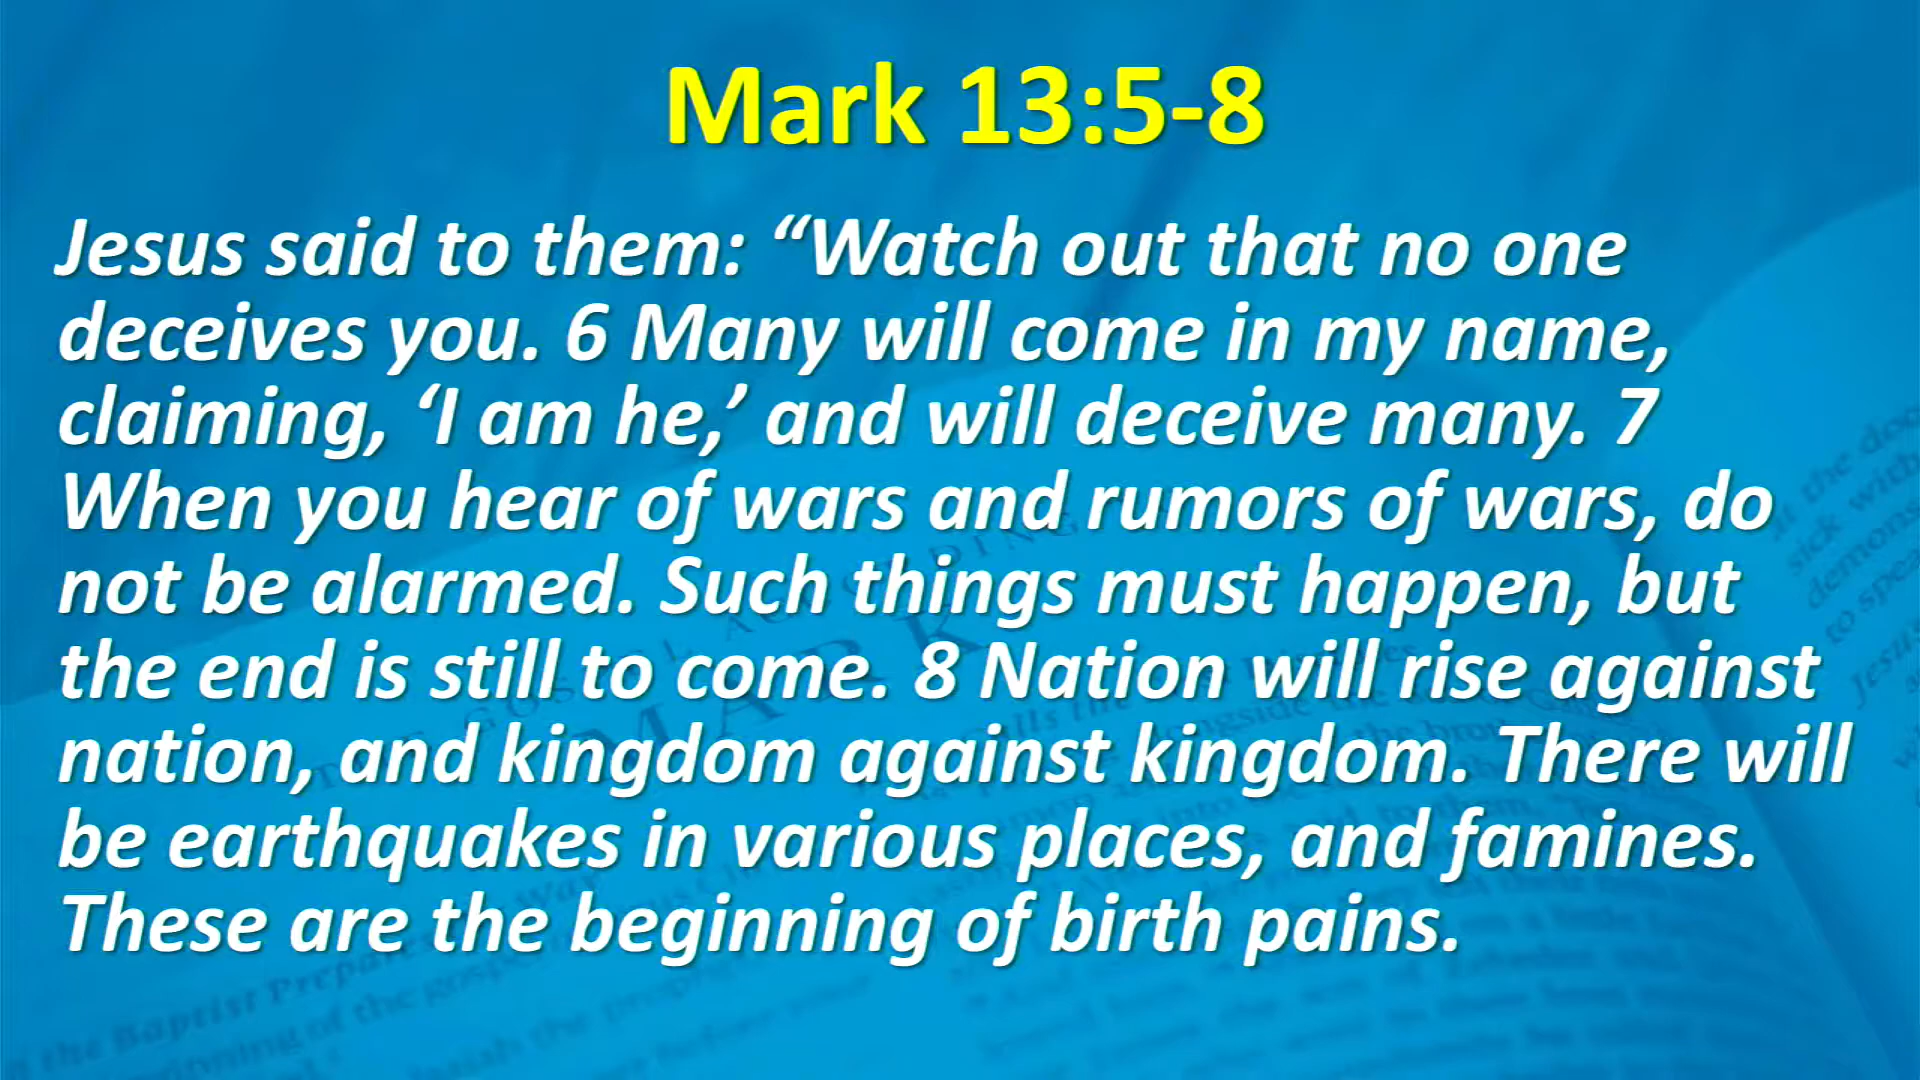 Mark 13:5-8
Jesus said to them: “Watch out that no one
deceives you. 6 Many will come in my name,
claiming, ‘I am he,’ and will deceive many. 7
When you hear of wars and rumors of wars, do
not be alarmed. Such things must happen, but
the end is still to come. 8 Nation will rise against
nation, and kingdom against kingdom. There will
be earthquakes in various places, and famines.
These are the beginning of birth pains.